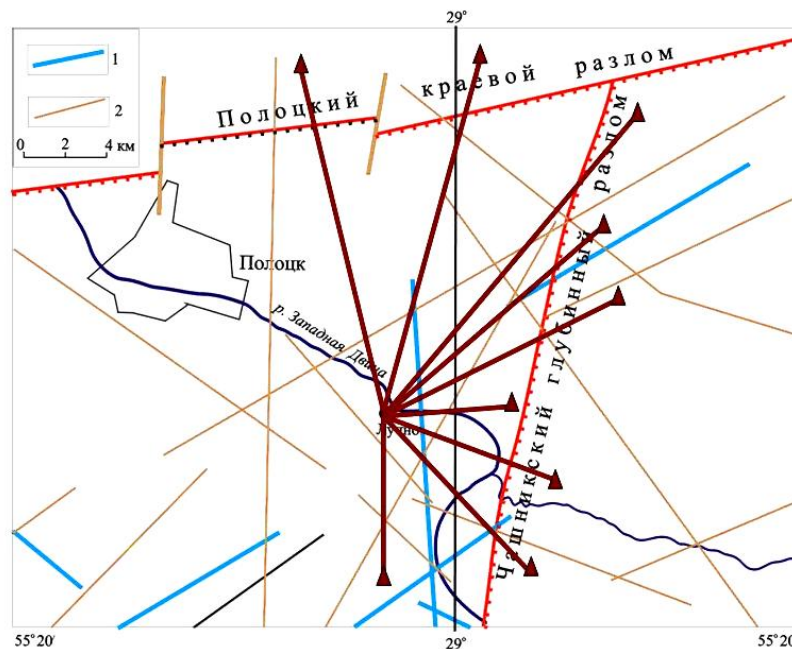 29°
1
2
0 2 4 км
Полоцкий краевой разлом
Чашникский глубинный разлом
Полоцк
р. Западная Двина
55°20'
29°
55°20'